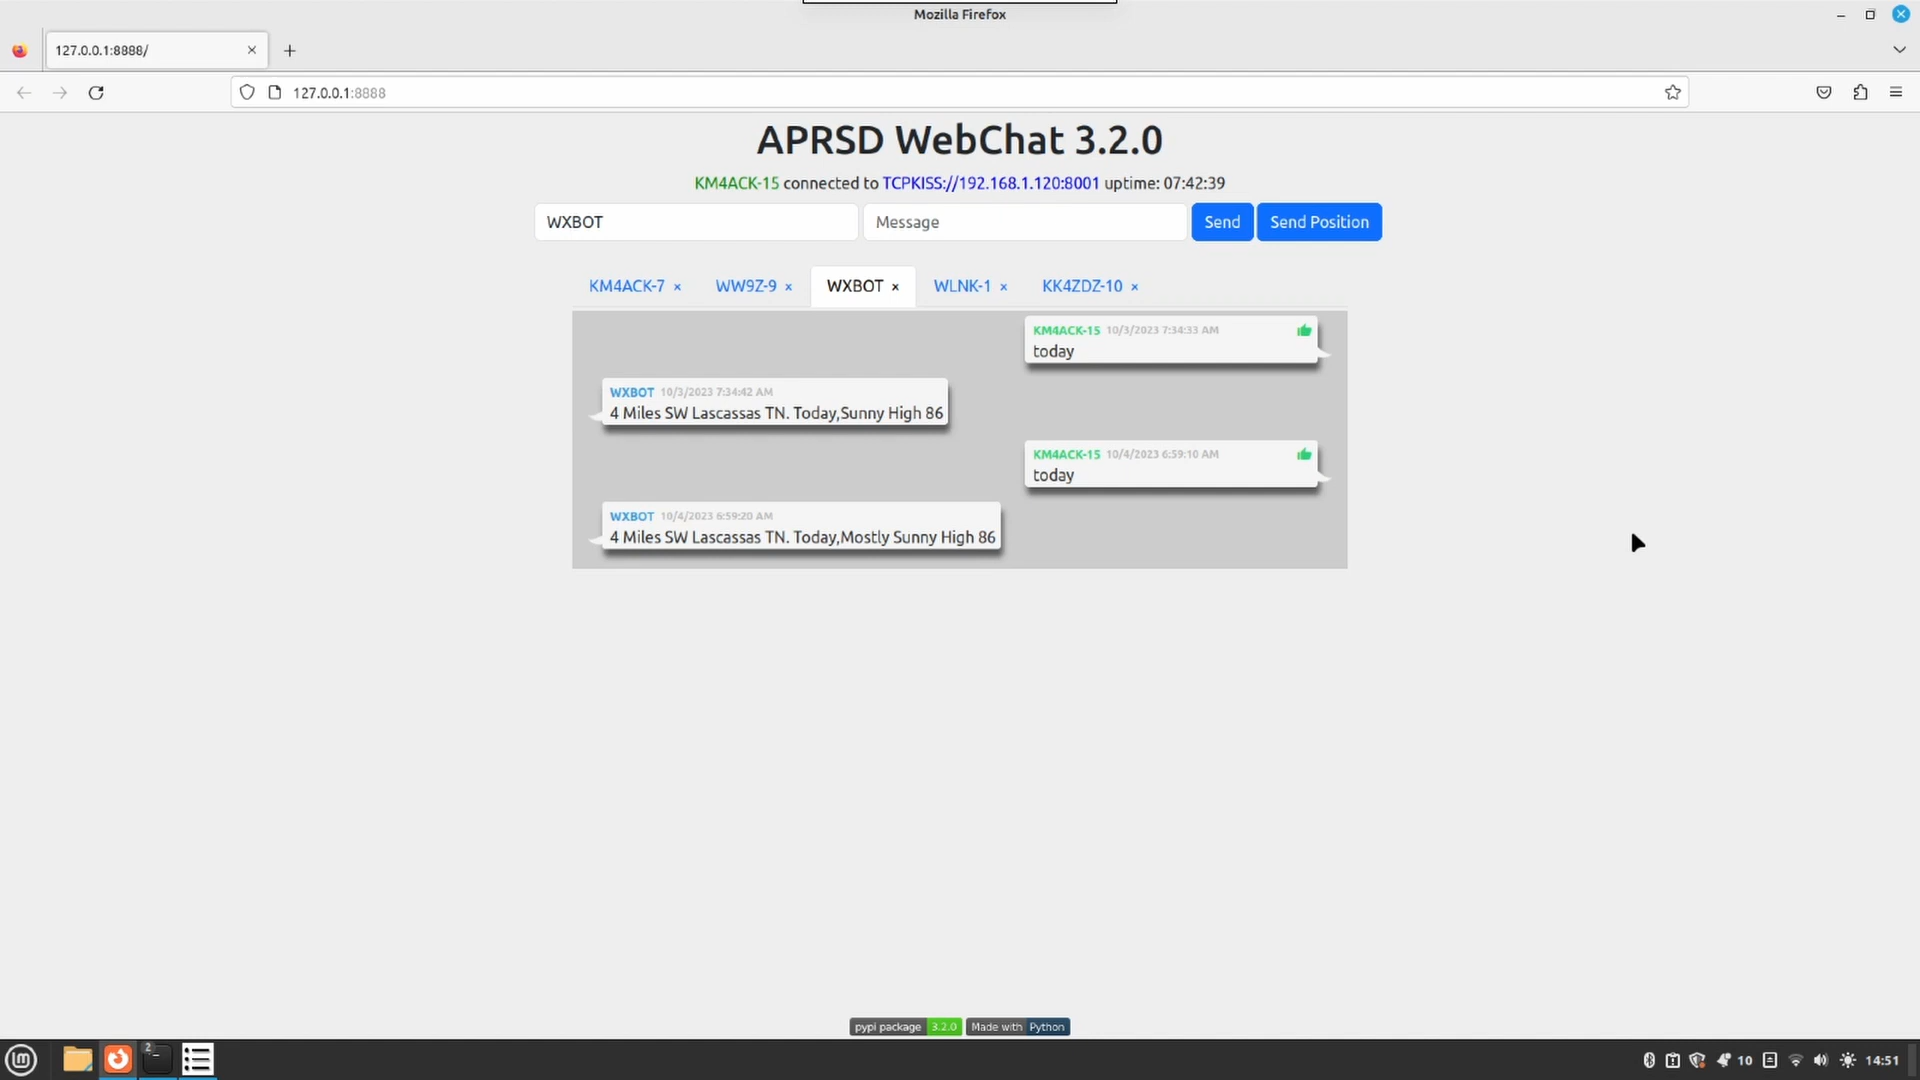 Mozilla Firefox
127.0.0.1:8888/
127.0.0.1:8888
APRSD WebChat 3.2.0
KM4ACK-15 connected to TCPKISS://192.168.1.120:8001 uptime: 07:42:39
WXBOT Message Send Send Position
KM4ACK-7 × WW9Z-9 × WXBOT × WLNK-1 × KK4ZDZ-10 ×
KM4ACK-15 10/3/2023 7:34:33 AM
today
WXBOT 10/3/2023 7:34:42 AM
4 Miles SW Lascassas TN. Today,Sunny High 86
KM4ACK-15 10/4/2023 6:59:10 AM
today
WXBOT 10/4/2023 6:59:20 AM
4 Miles SW Lascassas TN. Today,Mostly Sunny High 86
pypi package 3.2.0 Made with Python
2 10 14:51